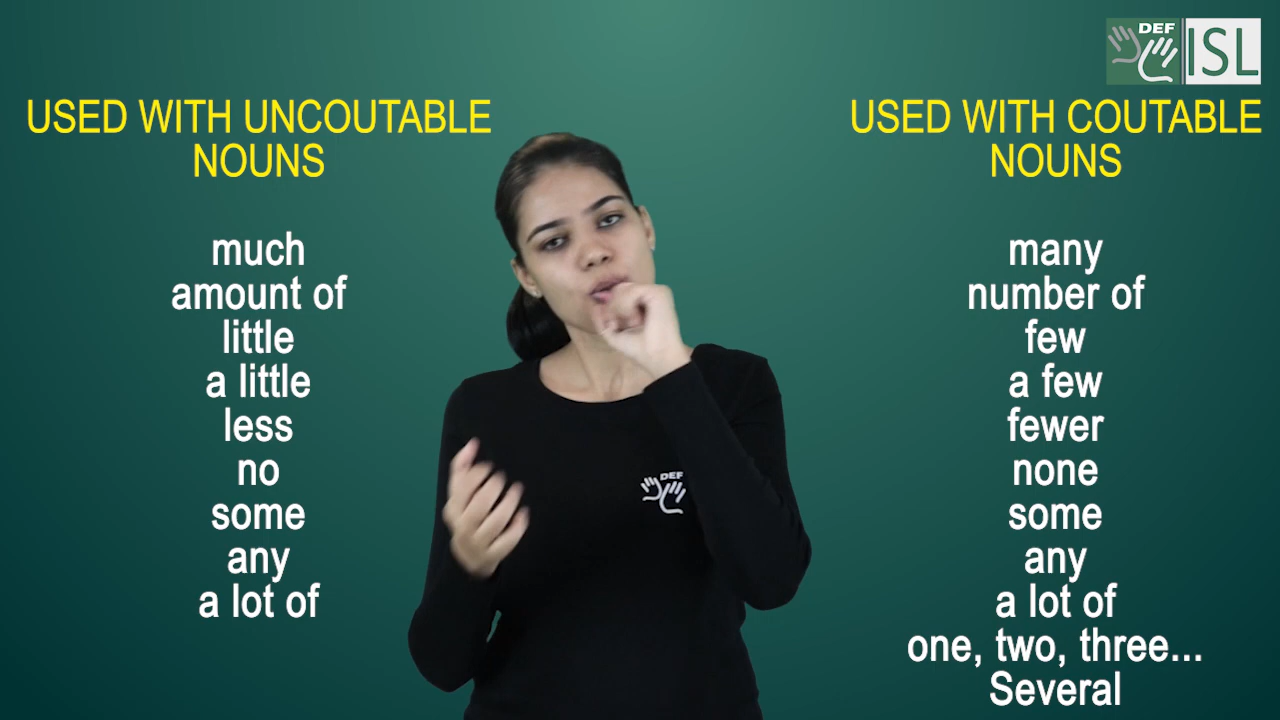 DEF
ISL
USED WITH UNCOUTABLE
NOUNS
much
amount of
little
a little
less
no
some
any
a lot of
USED WITH COUTABLE
NOUNS
many
number of
few
a few
fewer
none
some
any
a lot of
one, two, three...
Several
DEF